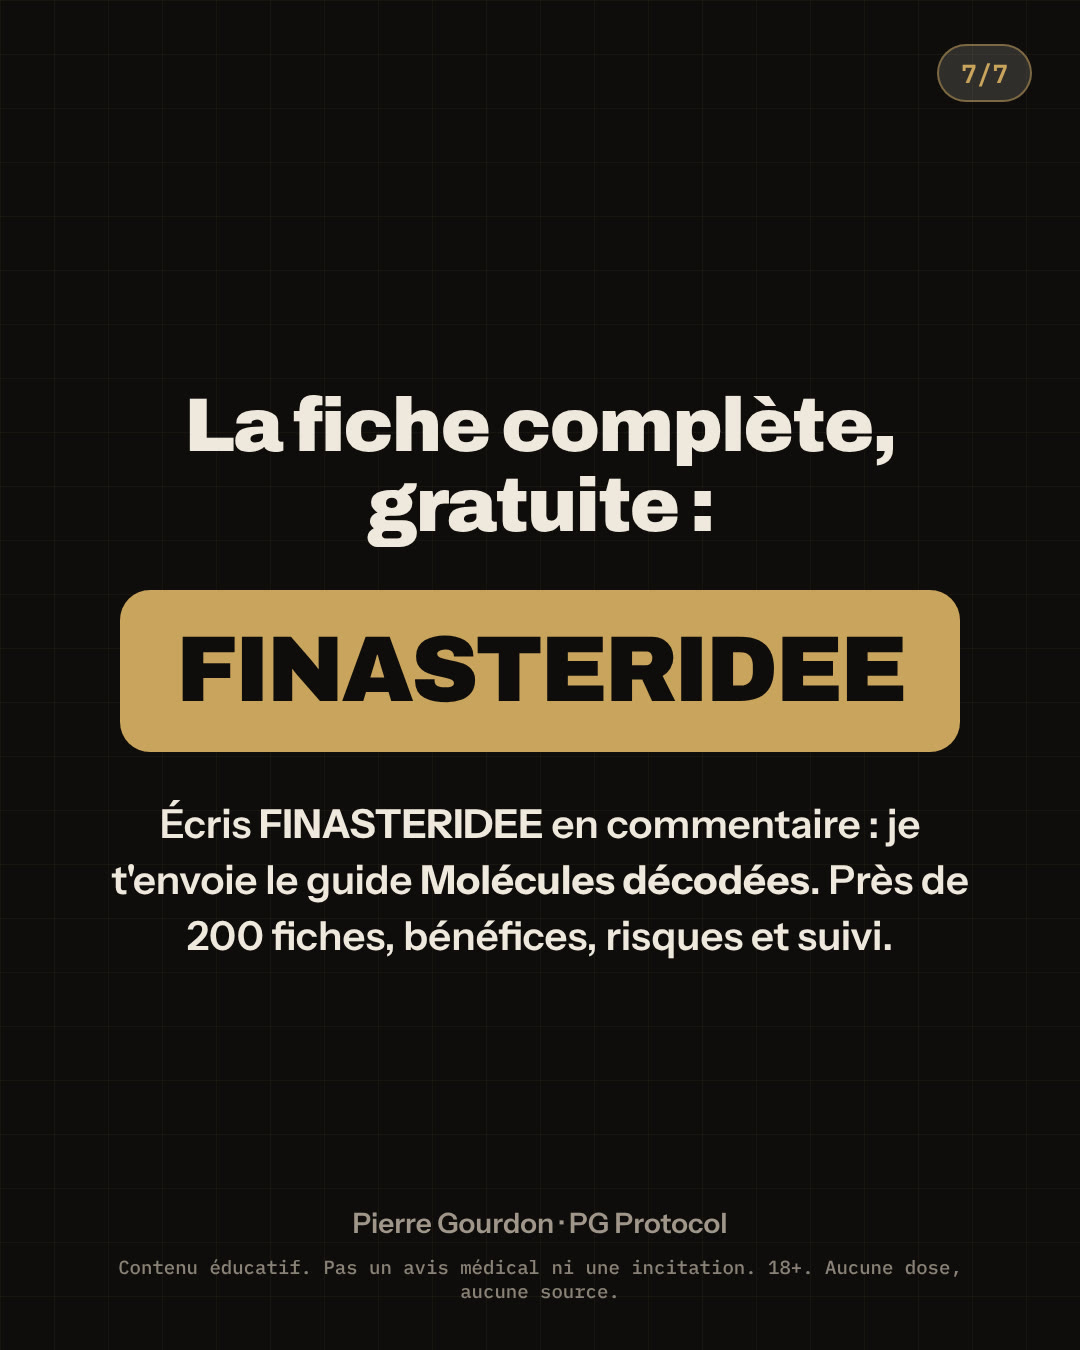 7/7
La fiche complète,
gratuite :
FINASTERIDEE
Écris FINASTERIDEE en commentaire : je
t'envoie le guide Molécules décodées. Près de
200 fiches, bénéfices, risques et suivi.
Pierre Gourdon · PG Protocol
Contenu éducatif. Pas un avis médical ni une incitation. 18+. Aucune dose,
aucune source.